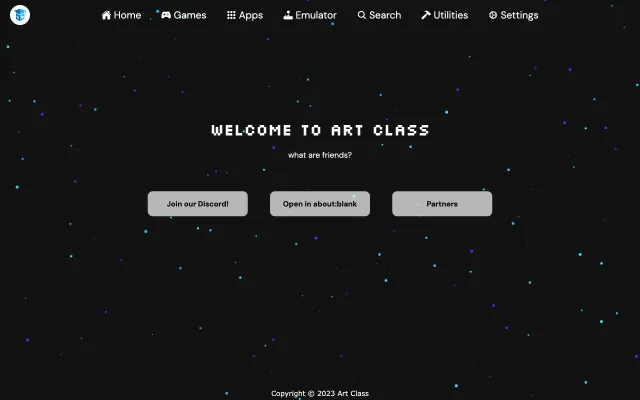 Home Games Apps Emulator Search Utilities Settings
WELCOME TO ART CLASS
what are friends?
Join our Discord! Open in about:blank Partners
Copyright © 2023 Art Class